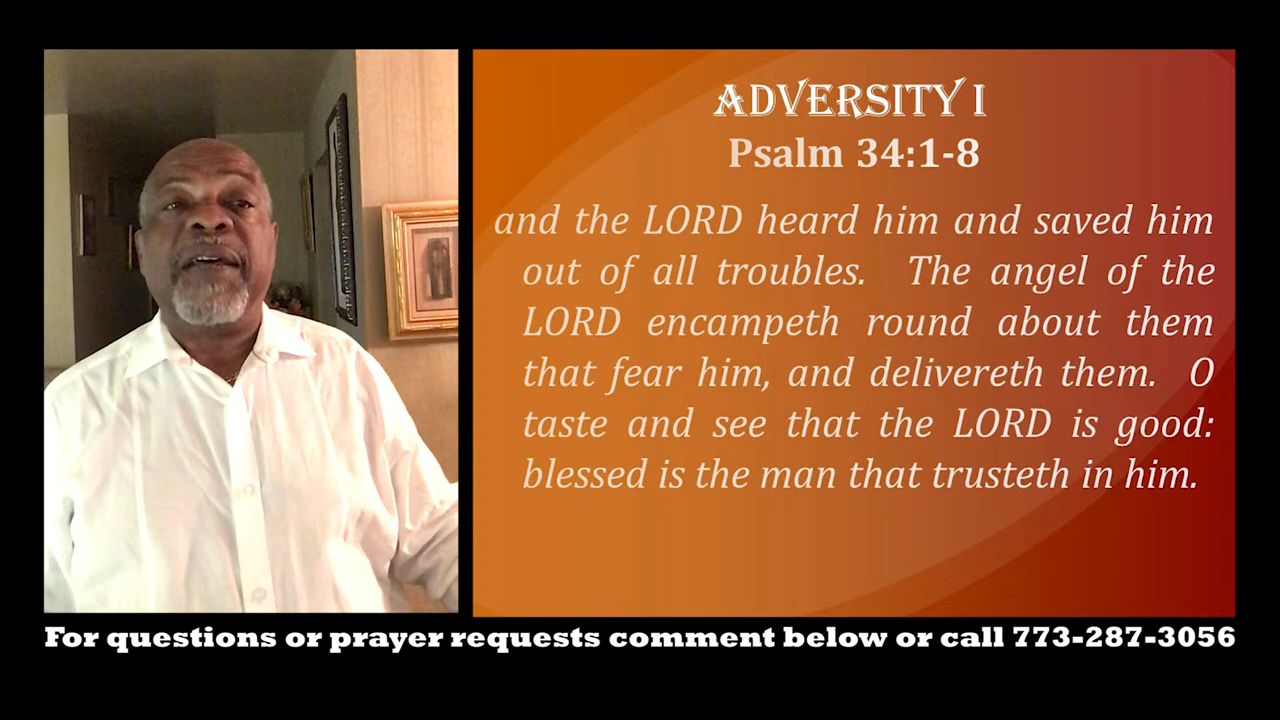 ADVERSITY I
Psalm 34:1-8
and the LORD heard him and saved him
out of all troubles. The angel of the
LORD encampeth round about them
that fear him, and delivereth them. O
taste and see that the LORD is good:
blessed is the man that trusteth in him.
For questions or prayer requests comment below or call 773-287-3056